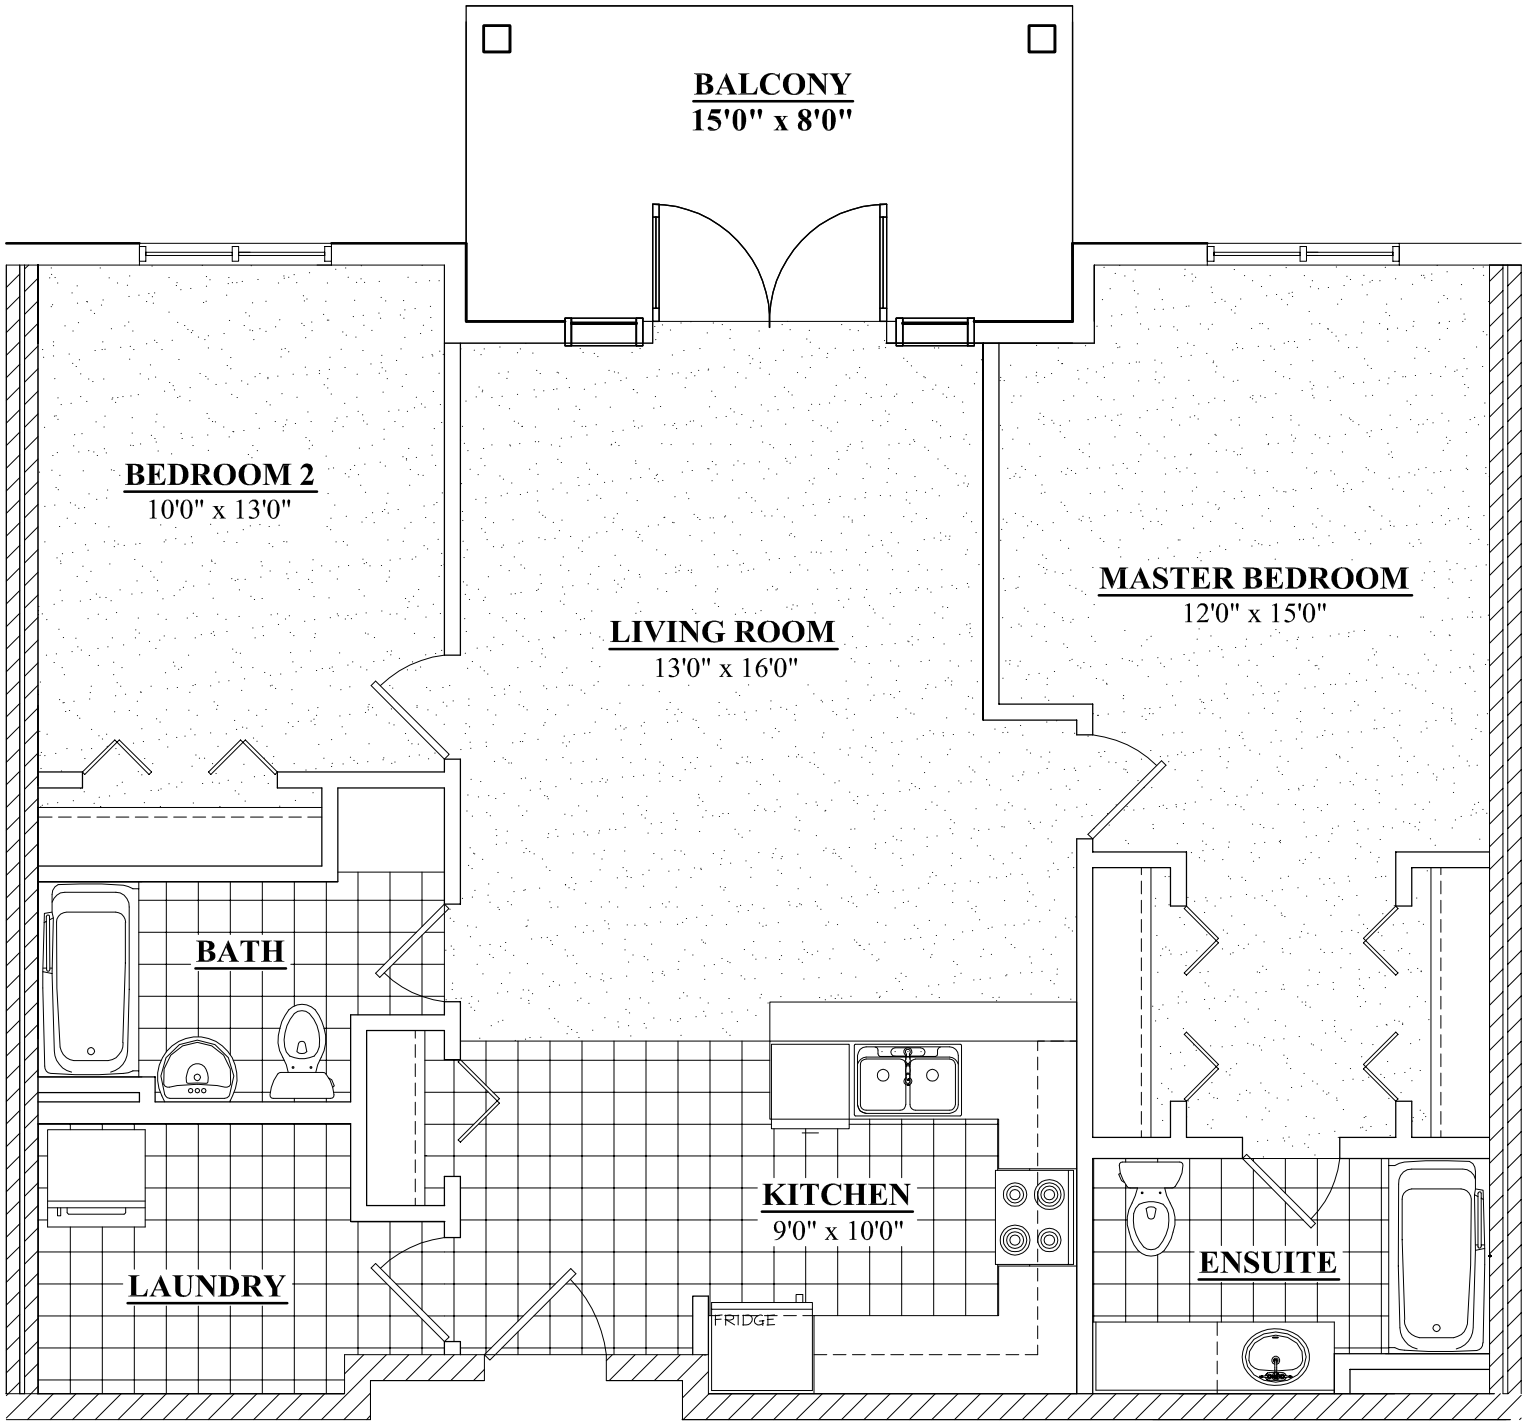 BALCONY
15'0" x 8'0"
BEDROOM 2
10'0" x 13'0"
MASTER BEDROOM
12'0" x 15'0"
LIVING ROOM
13'0" x 16'0"
BATH
KITCHEN
9'0" x 10'0"
ENSUITE
LAUNDRY
FRIDGE